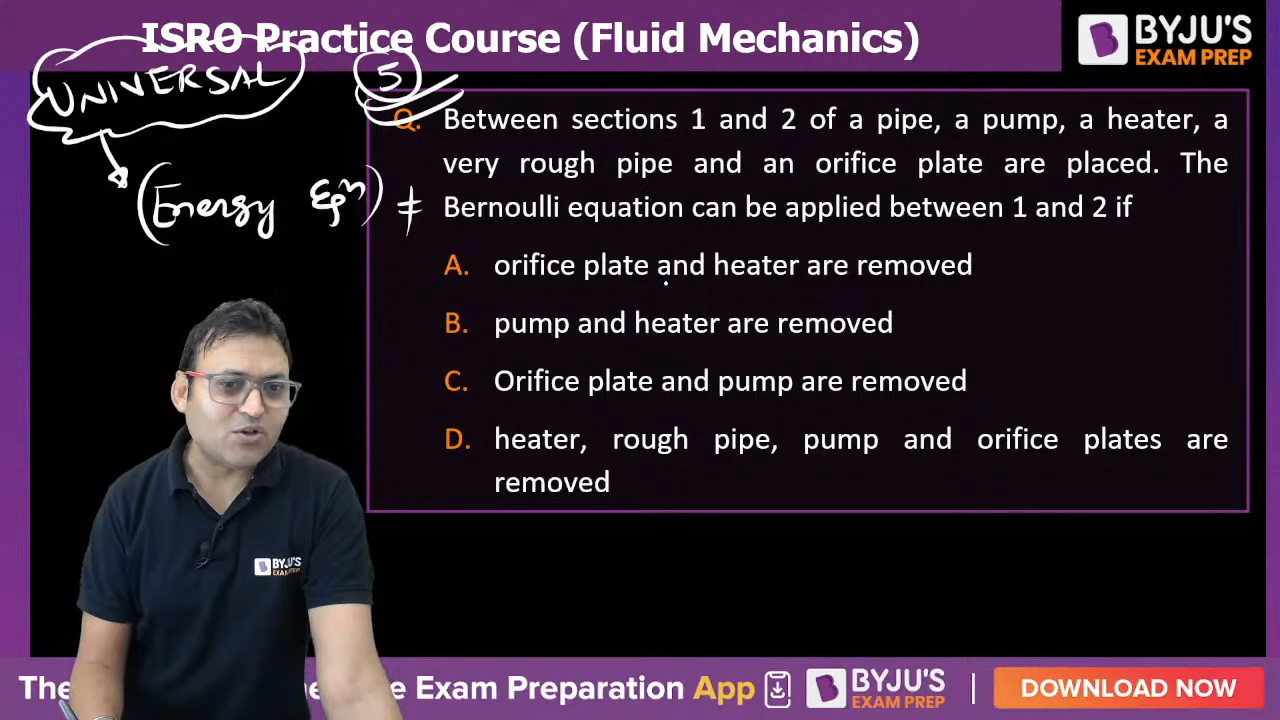 ISRO Practice Course (Fluid Mechanics)
BYJU'S
EXAM PREP
UNIVERSAL
5
(Energy Eqn) ≠
Q. Between sections 1 and 2 of a pipe, a pump, a heater, a
very rough pipe and an orifice plate are placed. The
Bernoulli equation can be applied between 1 and 2 if
A. orifice plate and heater are removed
B. pump and heater are removed
C. Orifice plate and pump are removed
D. heater, rough pipe, pump and orifice plates are
removed
BYJU'S
EXAM PREP
The
e Exam Preparation App
BYJU'S
EXAM PREP
DOWNLOAD NOW